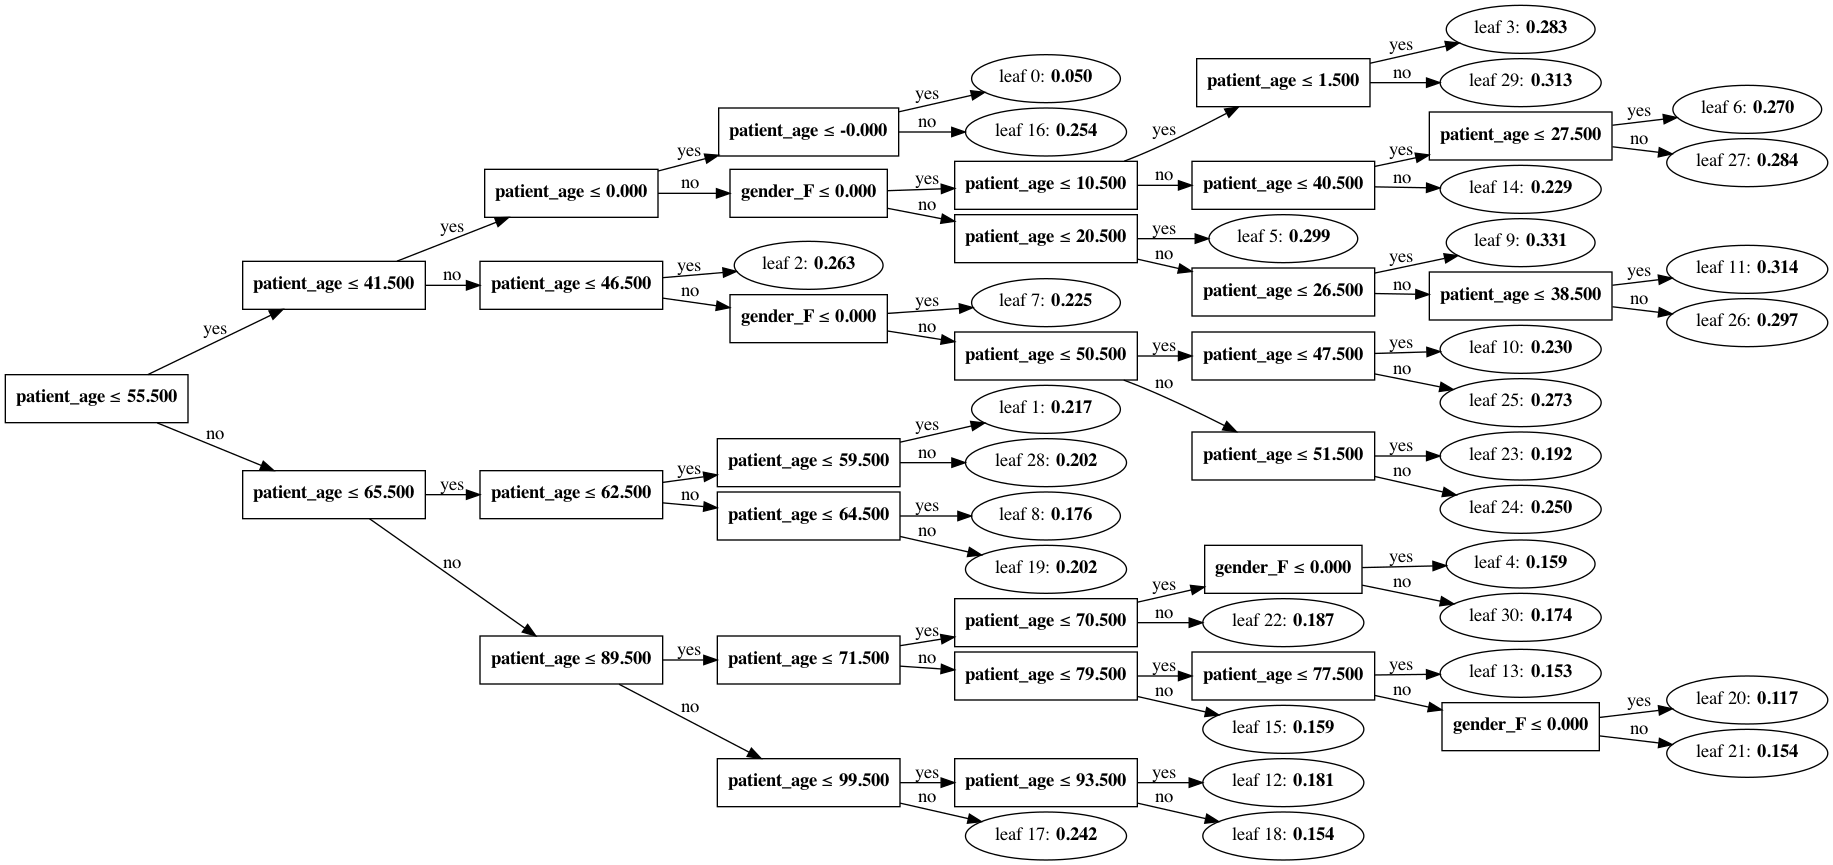 yes
leaf 3: 0.283
patient_age ≤ 1.500
no
leaf 29: 0.313
yes
leaf 0: 0.050
patient_age ≤ -0.000
no
leaf 16: 0.254
yes
yes
leaf 6: 0.270
patient_age ≤ 27.500
no
leaf 27: 0.284
yes
patient_age ≤ 0.000
yes
no
gender_F ≤ 0.000
yes
patient_age ≤ 10.500
no
patient_age ≤ 40.500
yes
no
leaf 14: 0.229
no
patient_age ≤ 20.500
yes
leaf 5: 0.299
no
yes
leaf 9: 0.331
patient_age ≤ 26.500
no
patient_age ≤ 38.500
yes
leaf 11: 0.314
no
leaf 26: 0.297
yes
patient_age ≤ 41.500
no
patient_age ≤ 46.500
yes
leaf 2: 0.263
no
gender_F ≤ 0.000
yes
leaf 7: 0.225
no
patient_age ≤ 50.500
yes
patient_age ≤ 47.500
yes
leaf 10: 0.230
no
leaf 25: 0.273
no
patient_age ≤ 51.500
yes
leaf 23: 0.192
no
leaf 24: 0.250
yes
patient_age ≤ 55.500
no
patient_age ≤ 65.500
yes
patient_age ≤ 62.500
yes
patient_age ≤ 59.500
yes
leaf 1: 0.217
no
leaf 28: 0.202
no
patient_age ≤ 64.500
yes
leaf 8: 0.176
no
leaf 19: 0.202
no
patient_age ≤ 89.500
yes
patient_age ≤ 71.500
yes
patient_age ≤ 70.500
yes
gender_F ≤ 0.000
yes
leaf 4: 0.159
no
leaf 30: 0.174
no
leaf 22: 0.187
no
patient_age ≤ 79.500
yes
patient_age ≤ 77.500
yes
leaf 13: 0.153
no
gender_F ≤ 0.000
yes
leaf 20: 0.117
no
leaf 21: 0.154
no
leaf 15: 0.159
no
patient_age ≤ 99.500
yes
patient_age ≤ 93.500
yes
leaf 12: 0.181
no
leaf 18: 0.154
no
leaf 17: 0.242